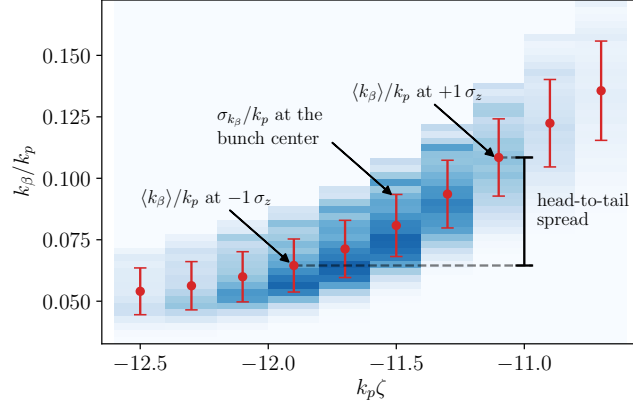 0.150
0.125
0.100
0.075
0.050
k_β/k_p
⟨k_β⟩/k_p at +1 σ_z
σ_{k_β}/k_p at the
bunch center
⟨k_β⟩/k_p at −1 σ_z
head-to-tail
spread
−12.5
−12.0
−11.5
−11.0
k_pζ